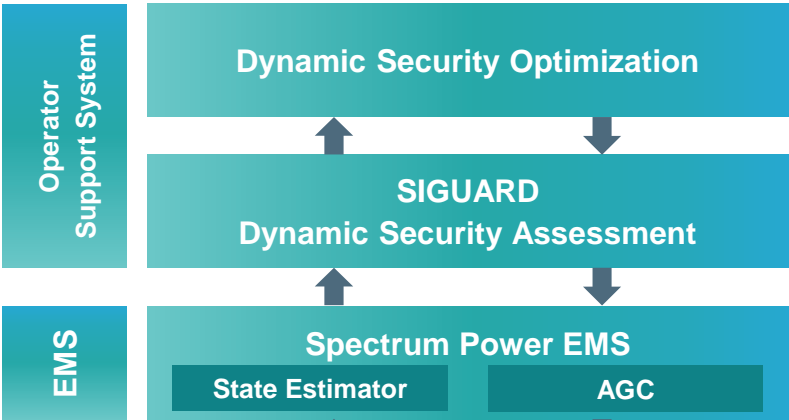 Operator
Support System
Dynamic Security Optimization
SIGUARD
Dynamic Security Assessment
EMS
Spectrum Power EMS
State Estimator
AGC